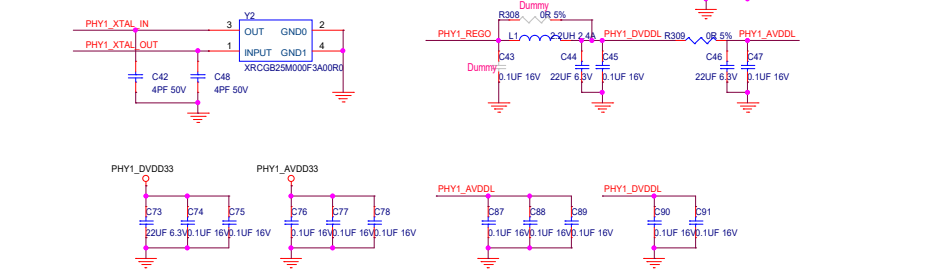 Dummy
R308 0R 5%
PHY1_XTAL_IN 3 Y2 OUT GND0 2
PHY1_REGO L1 2.2UH 2.4A PHY1_DVDDL R309 0R 5% PHY1_AVDDL
PHY1_XTAL_OUT 1 INPUT GND1 4
XRCGB25M000F3A00R0
C43 C44 C45 C46 C47
Dummy
C42 C48
0.1UF 16V 22UF 6.3V 0.1UF 16V 22UF 6.3V 0.1UF 16V
4PF 50V 4PF 50V
PHY1_DVDD33 PHY1_AVDD33
PHY1_AVDDL PHY1_DVDDL
C73 C74 C75 C76 C77 C78 C87 C88 C89 C90 C91
22UF 6.3V 0.1UF 16V 0.1UF 16V 0.1UF 16V 0.1UF 16V 0.1UF 16V 0.1UF 16V 0.1UF 16V 0.1UF 16V 0.1UF 16V 0.1UF 16V